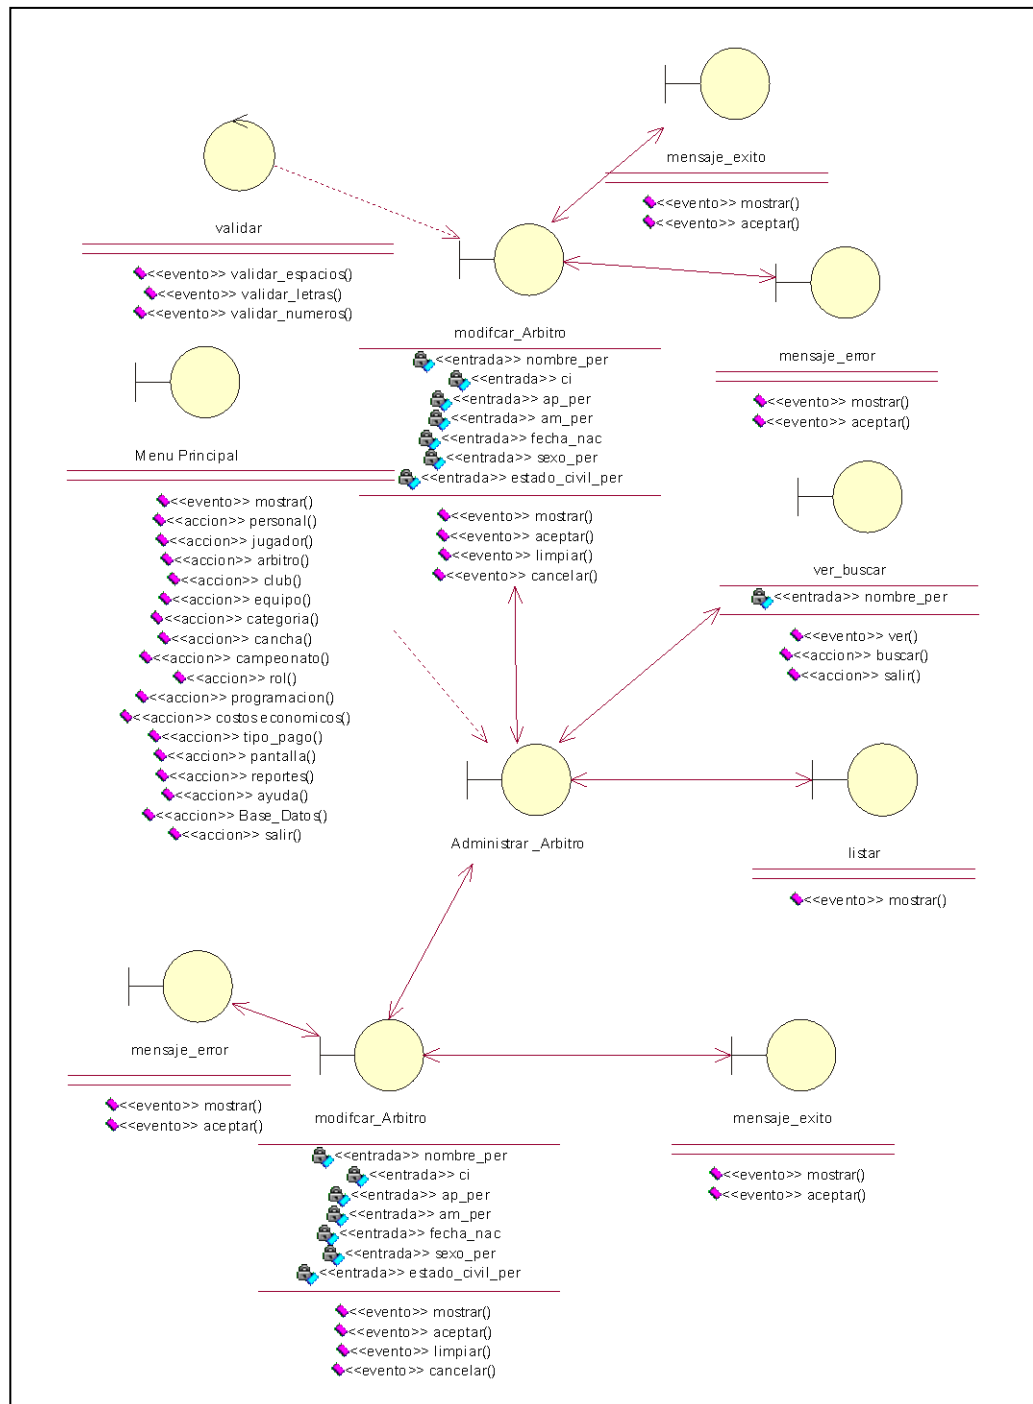 mensaje_exito
<<evento>> mostrar()
<<evento>> aceptar()
validar
<<evento>> validar_espacios()
<<evento>> validar_letras()
<<evento>> validar_numeros()
modifcar_Arbitro
<<entrada>> nombre_per
<<entrada>> ci
<<entrada>> ap_per
<<entrada>> am_per
<<entrada>> fecha_nac
<<entrada>> sexo_per
<<entrada>> estado_civil_per
<<evento>> mostrar()
<<evento>> aceptar()
<<evento>> limpiar()
<<evento>> cancelar()
mensaje_error
<<evento>> mostrar()
<<evento>> aceptar()
Menu Principal
<<evento>> mostrar()
<<accion>> personal()
<<accion>> jugador()
<<accion>> arbitro()
<<accion>> club()
<<accion>> equipo()
<<accion>> categoria()
<<accion>> cancha()
<<accion>> campeonato()
<<accion>> rol()
<<accion>> programacion()
<<accion>> costos economicos()
<<accion>> tipo_pago()
<<accion>> pantalla()
<<accion>> reportes()
<<accion>> ayuda()
<<accion>> Base_Datos()
<<accion>> salir()
ver_buscar
<<entrada>> nombre_per
<<evento>> ver()
<<accion>> buscar()
<<accion>> salir()
Administrar _Arbitro
listar
<<evento>> mostrar()
mensaje_error
<<evento>> mostrar()
<<evento>> aceptar()
modifcar_Arbitro
<<entrada>> nombre_per
<<entrada>> ci
<<entrada>> ap_per
<<entrada>> am_per
<<entrada>> fecha_nac
<<entrada>> sexo_per
<<entrada>> estado_civil_per
<<evento>> mostrar()
<<evento>> aceptar()
<<evento>> limpiar()
<<evento>> cancelar()
mensaje_exito
<<evento>> mostrar()
<<evento>> aceptar()